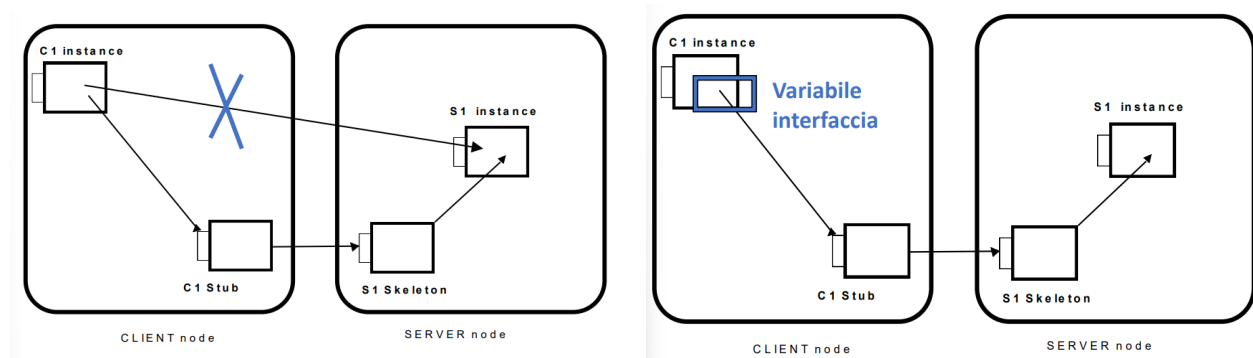 C1 instance
S1 instance
C1 Stub
S1 Skeleton
CLIENT node
SERVER node
C1 instance
Variabile
interfaccia
S1 instance
C1 Stub
S1 Skeleton
CLIENT node
SERVER node